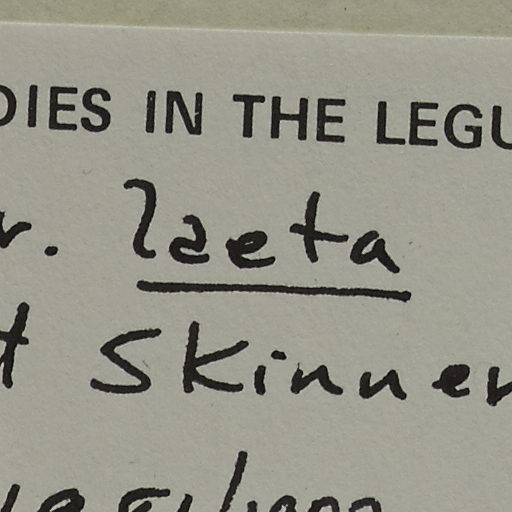 DIES IN THE LEGU
r. laeta
t Skinner